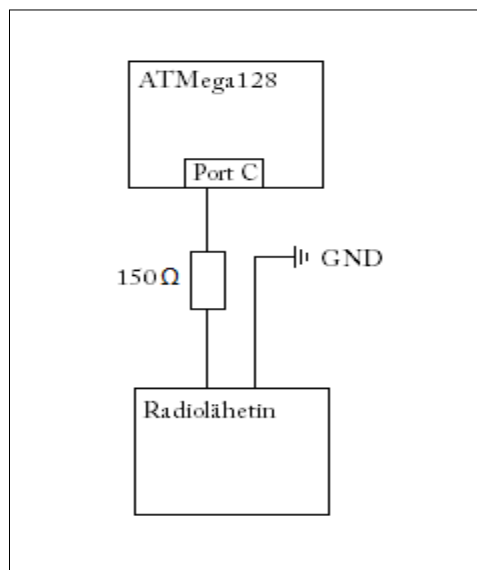 ATMega128
Port C
GND
150Ω
Radiolähetin